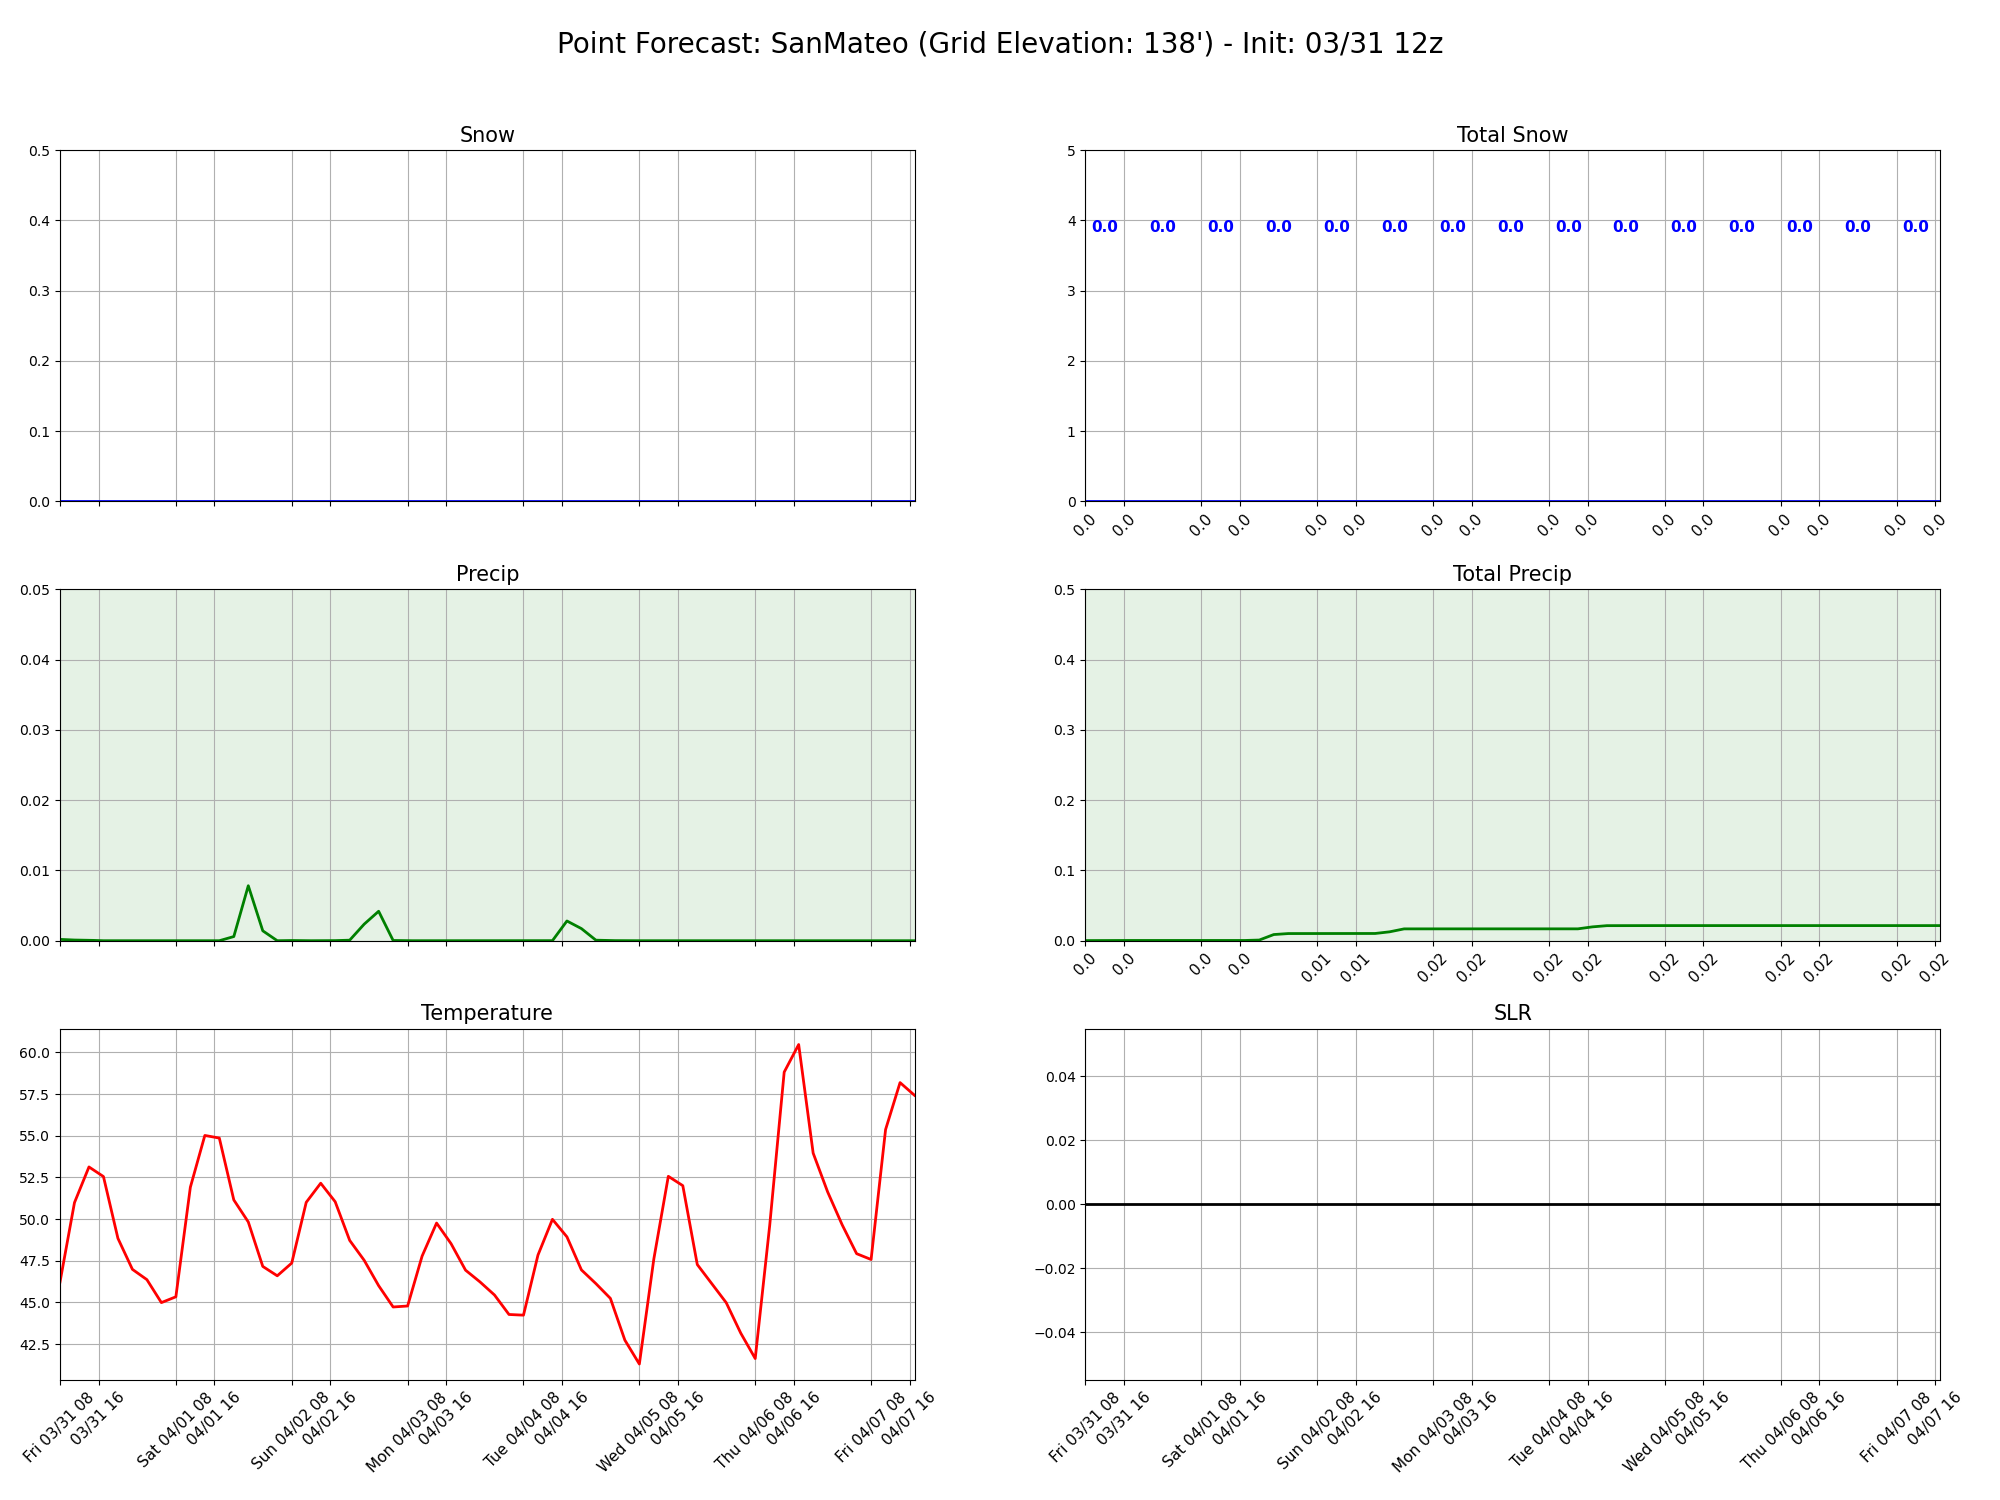 Point Forecast: SanMateo (Grid Elevation: 138') - Init: 03/31 12z
Snow
0.5
0.4
0.3
0.2
0.1
0.0
Total Snow
5
4
3
2
1
0
0.0 0.0 0.0 0.0 0.0 0.0 0.0 0.0 0.0 0.0 0.0 0.0 0.0 0.0 0.0
0.0 0.0 0.0 0.0 0.0 0.0 0.0 0.0 0.0 0.0 0.0 0.0 0.0 0.0 0.0 0.0
Precip
0.05
0.04
0.03
0.02
0.01
0.00
Total Precip
0.5
0.4
0.3
0.2
0.1
0.0
0.0 0.0 0.0 0.0 0.01 0.01 0.02 0.02 0.02 0.02 0.02 0.02 0.02 0.02 0.02 0.02
Temperature
60.0
57.5
55.0
52.5
50.0
47.5
45.0
42.5
Fri 03/31 08
03/31 16
Sat 04/01 08
04/01 16
Sun 04/02 08
04/02 16
Mon 04/03 08
04/03 16
Tue 04/04 08
04/04 16
Wed 04/05 08
04/05 16
Thu 04/06 08
04/06 16
Fri 04/07 08
04/07 16
SLR
0.04
0.02
0.00
−0.02
−0.04
Fri 03/31 08
03/31 16
Sat 04/01 08
04/01 16
Sun 04/02 08
04/02 16
Mon 04/03 08
04/03 16
Tue 04/04 08
04/04 16
Wed 04/05 08
04/05 16
Thu 04/06 08
04/06 16
Fri 04/07 08
04/07 16